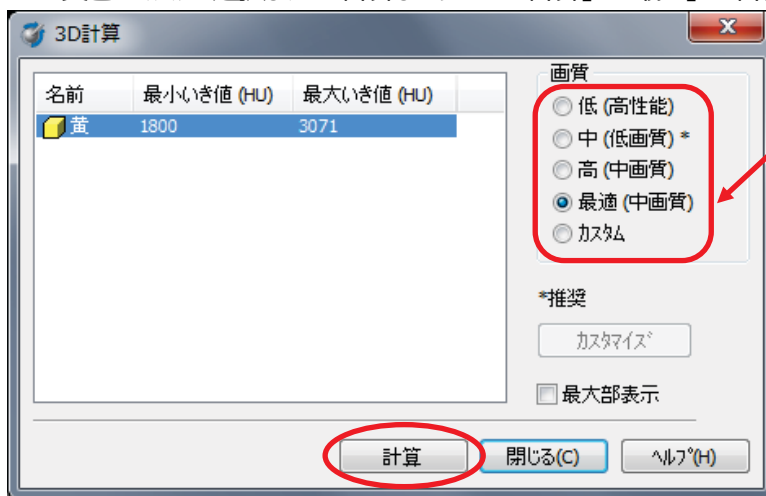 3D計算
名前 最小いき値 (HU) 最大いき値 (HU)
黄 1800 3071
画質
低 (高性能)
中 (低画質) *
高 (中画質)
最適 (中画質)
カスタム
*推奨
カスタマイズ
最大部表示
計算 閉じる(C) ヘルプ(H)